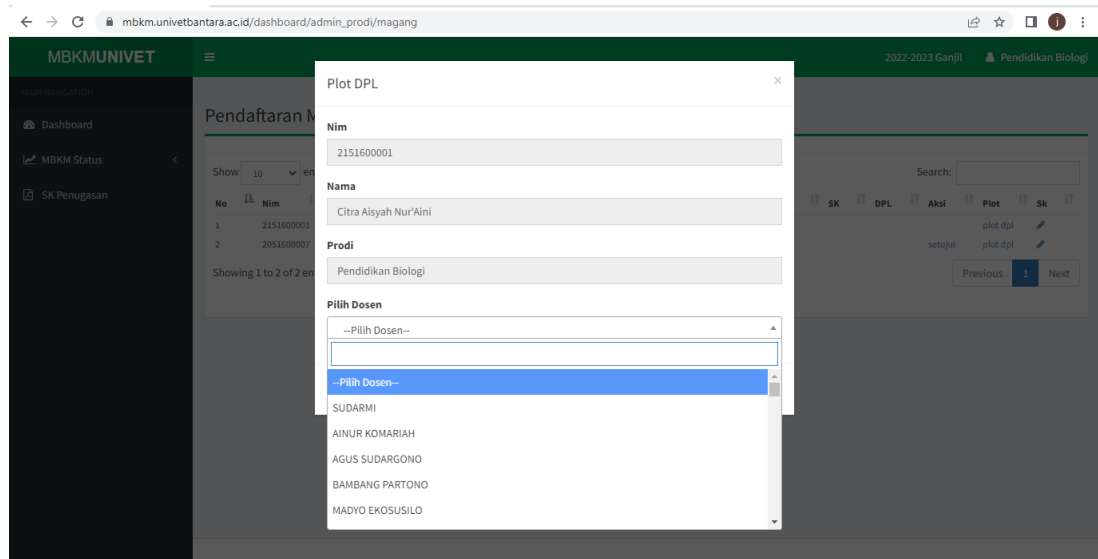 mbkm.univetbantara.ac.id/dashboard/admin_prodi/magang
j
MBKMUNIVET
2022-2023 Ganjil
Pendidikan Biologi
MAIN NAVIGATION
Dashboard
MBKM Status
SK Penugasan
Pendaftaran M
Show 10 en
Search:
No Nim SK DPL Aksi Plot Sk
1 2151600001 plot dpl
2 2051600007 setujui plot dpl
Showing 1 to 2 of 2 en
Previous 1 Next
Plot DPL ×
Nim
2151600001
Nama
Citra Aisyah Nur'Aini
Prodi
Pendidikan Biologi
Pilih Dosen
--Pilih Dosen--
--Pilih Dosen--
SUDARMI
AINUR KOMARIAH
AGUS SUDARGONO
BAMBANG PARTONO
MADYO EKOSUSILO